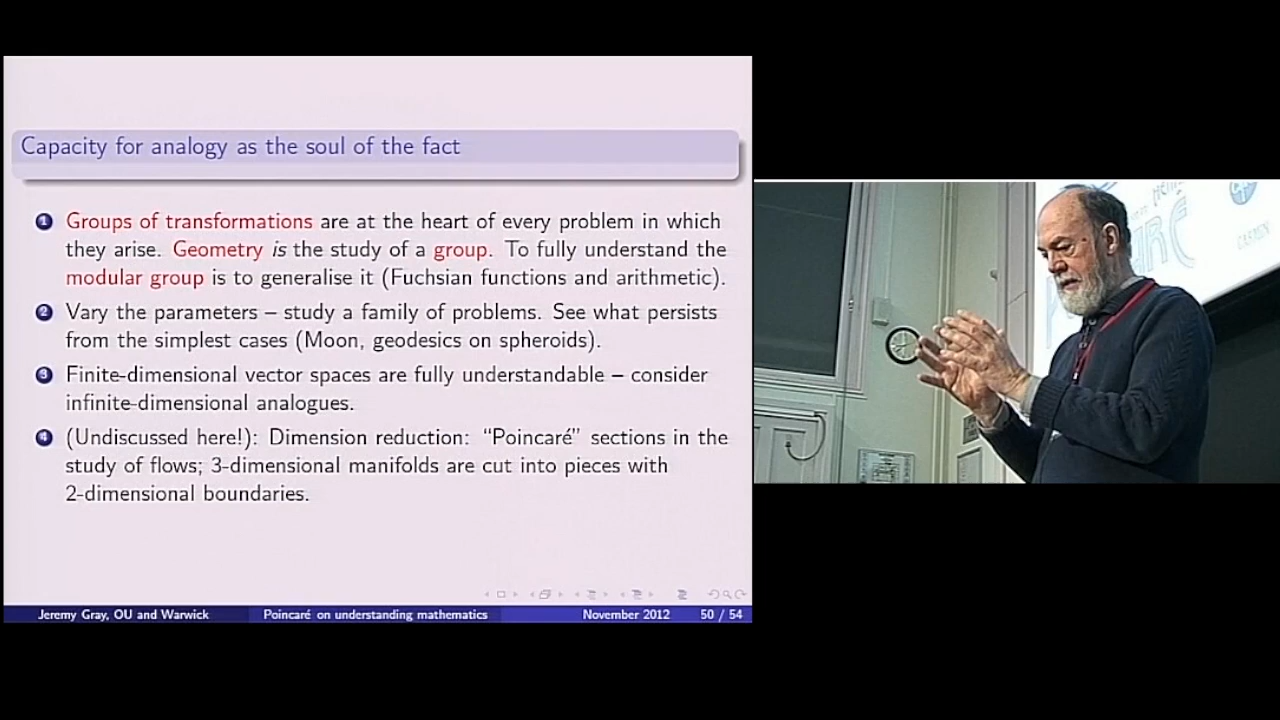 Capacity for analogy as the soul of the fact
1 Groups of transformations are at the heart of every problem in which
they arise. Geometry is the study of a group. To fully understand the
modular group is to generalise it (Fuchsian functions and arithmetic).
2 Vary the parameters – study a family of problems. See what persists
from the simplest cases (Moon, geodesics on spheroids).
3 Finite-dimensional vector spaces are fully understandable – consider
infinite-dimensional analogues.
4 (Undiscussed here!): Dimension reduction: “Poincaré” sections in the
study of flows; 3-dimensional manifolds are cut into pieces with
2-dimensional boundaries.
Jeremy Gray, OU and Warwick Poincaré on understanding mathematics November 2012 50 / 54